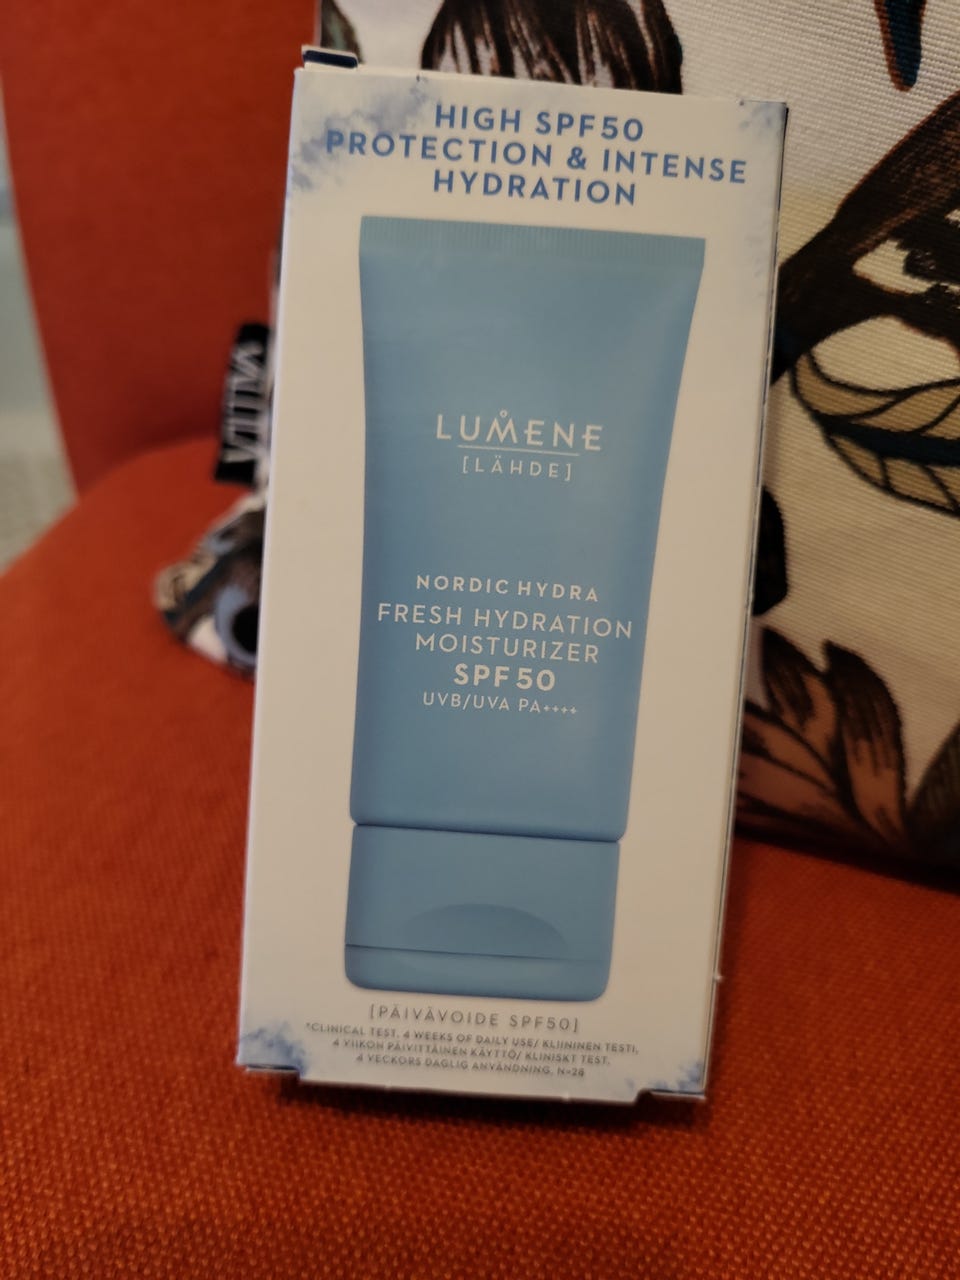 HIGH SPF50
PROTECTION & INTENSE
HYDRATION
LUMENE
[LÄHDE]
NORDIC HYDRA
FRESH HYDRATION
MOISTURIZER
SPF50
UVB/UVA PA++++
[PÄIVÄVOIDE SPF50]
*CLINICAL TEST. 4 WEEKS OF DAILY USE/ KLIININEN TESTI,
4 VIIKON PÄIVITTÄINEN KÄYTTÖ/ KLINISKT TEST.
4 VECKORS DAGLIG ANVÄNDNING. N=28
VALLILA